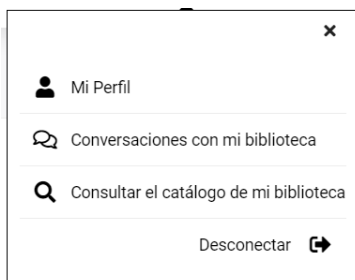 Mi Perfil
Conversaciones con mi biblioteca
Consultar el catálogo de mi biblioteca
Desconectar